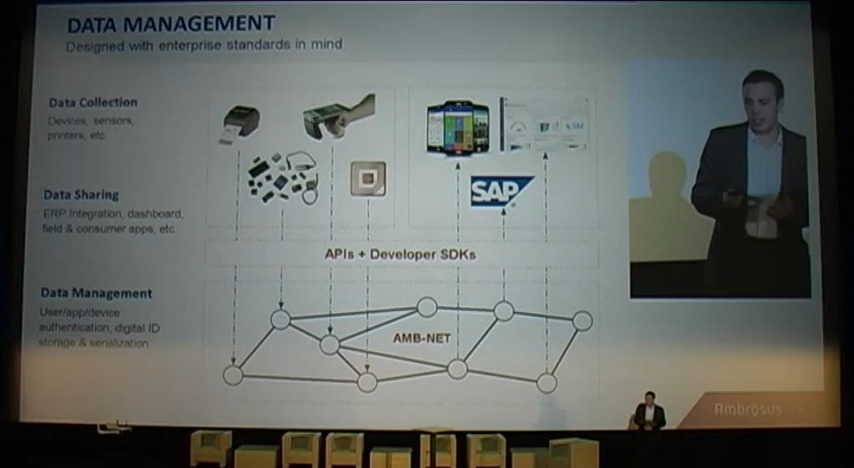 DATA MANAGEMENT
Designed with enterprise standards in mind
Data Collection
Devices, sensors,
printers, etc.
Data Sharing
ERP Integration, dashboard,
field & consumer apps, etc.
SAP
APIs + Developer SDKs
Data Management
User/app/device
authentication, digital ID
storage & serialization
AMB-NET
Ambrosus